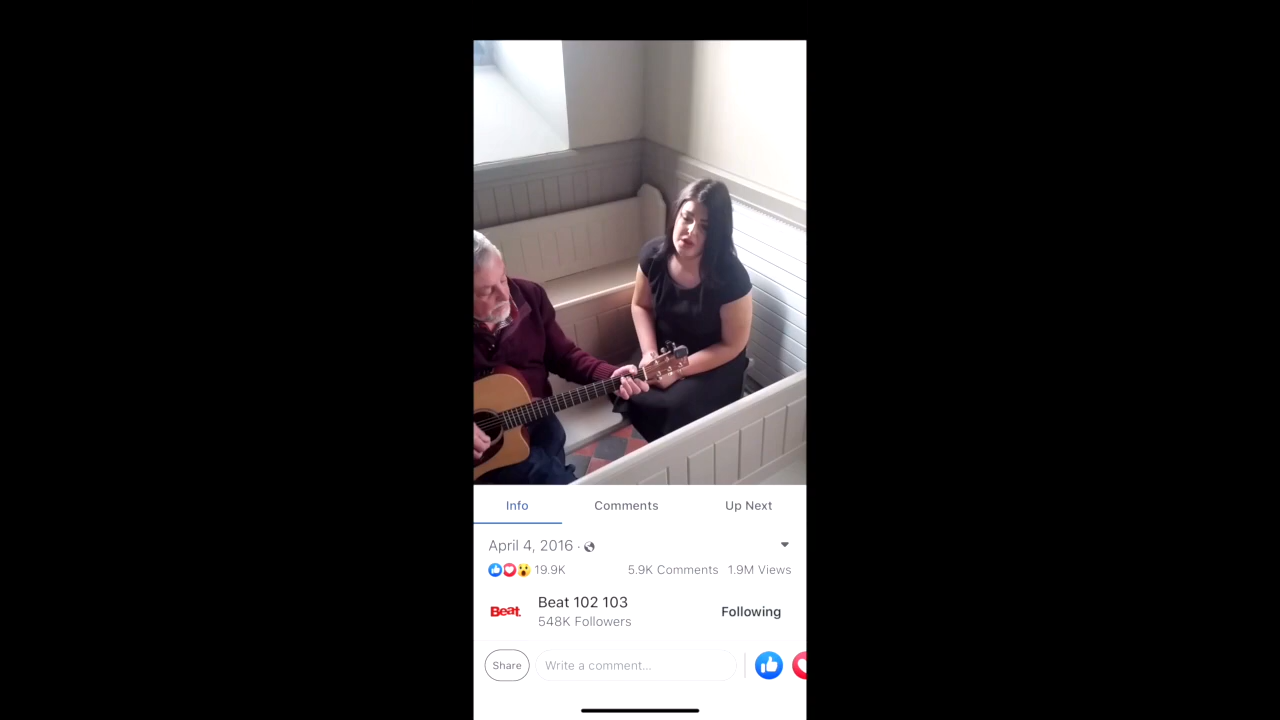 Info
Comments
Up Next
April 4, 2016 ·
19.9K
5.9K Comments
1.9M Views
Beat.
Beat 102 103
548K Followers
Following
Share
Write a comment...